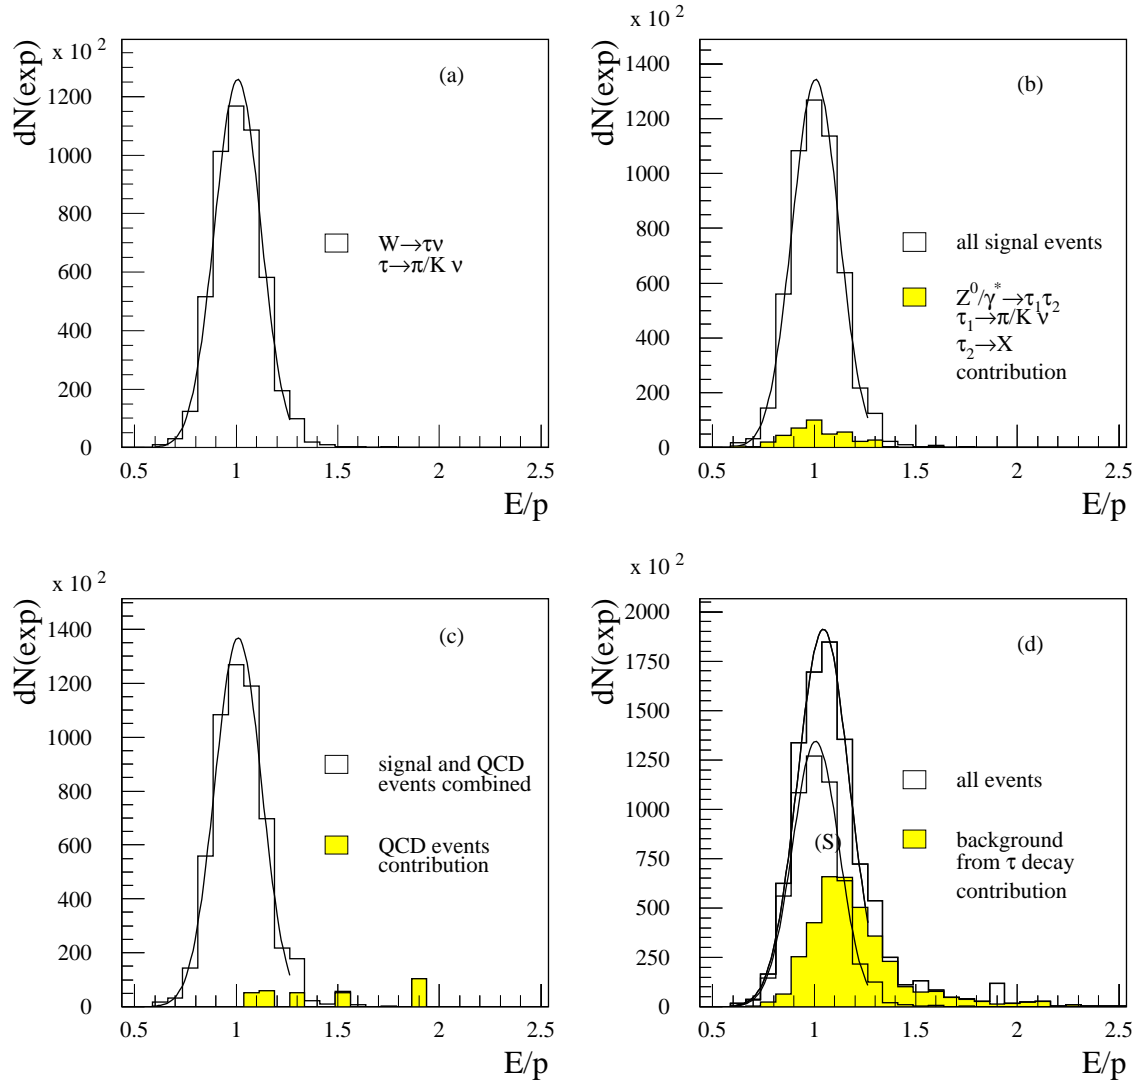 x 10 2
dN(exp)
(a)
W→τν
τ→π/K ν
1200
1000
800
600
400
200
0
0.5 1 1.5 2 2.5
E/p
x 10 2
dN(exp)
(b)
all signal events
Z0/γ*→τ1τ2
τ1→π/K ν
τ2→X
contribution
1400
1200
1000
800
600
400
200
0
0.5 1 1.5 2 2.5
E/p
x 10 2
dN(exp)
(c)
signal and QCD
events combined
QCD events
contribution
1400
1200
1000
800
600
400
200
0
0.5 1 1.5 2 2.5
E/p
x 10 2
dN(exp)
(d)
all events
(S)
background
from τ decay
contribution
2000
1750
1500
1250
1000
750
500
250
0
0.5 1 1.5 2 2.5
E/p